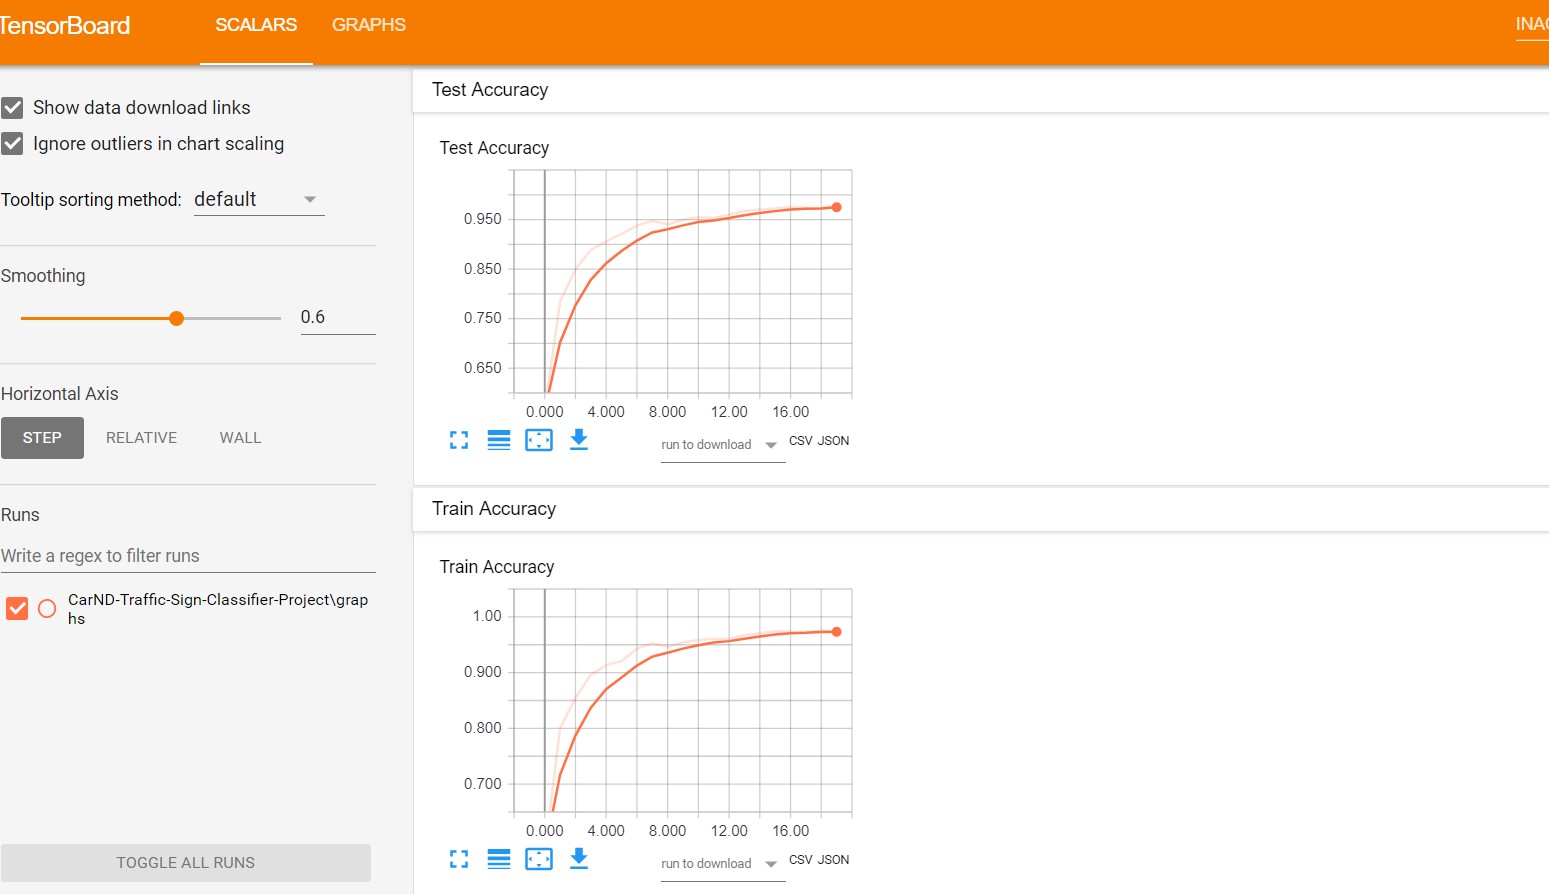 TensorBoard
SCALARS
GRAPHS
INAC
Show data download links
Ignore outliers in chart scaling
Tooltip sorting method:
default
Smoothing
0.6
Horizontal Axis
STEP
RELATIVE
WALL
Runs
Write a regex to filter runs
CarND-Traffic-Sign-Classifier-Project\grap
hs
TOGGLE ALL RUNS
Test Accuracy
Test Accuracy
0.950
0.850
0.750
0.650
0.000 4.000 8.000 12.00 16.00
run to download
CSV JSON
Train Accuracy
Train Accuracy
1.00
0.900
0.800
0.700
0.000 4.000 8.000 12.00 16.00
run to download
CSV JSON